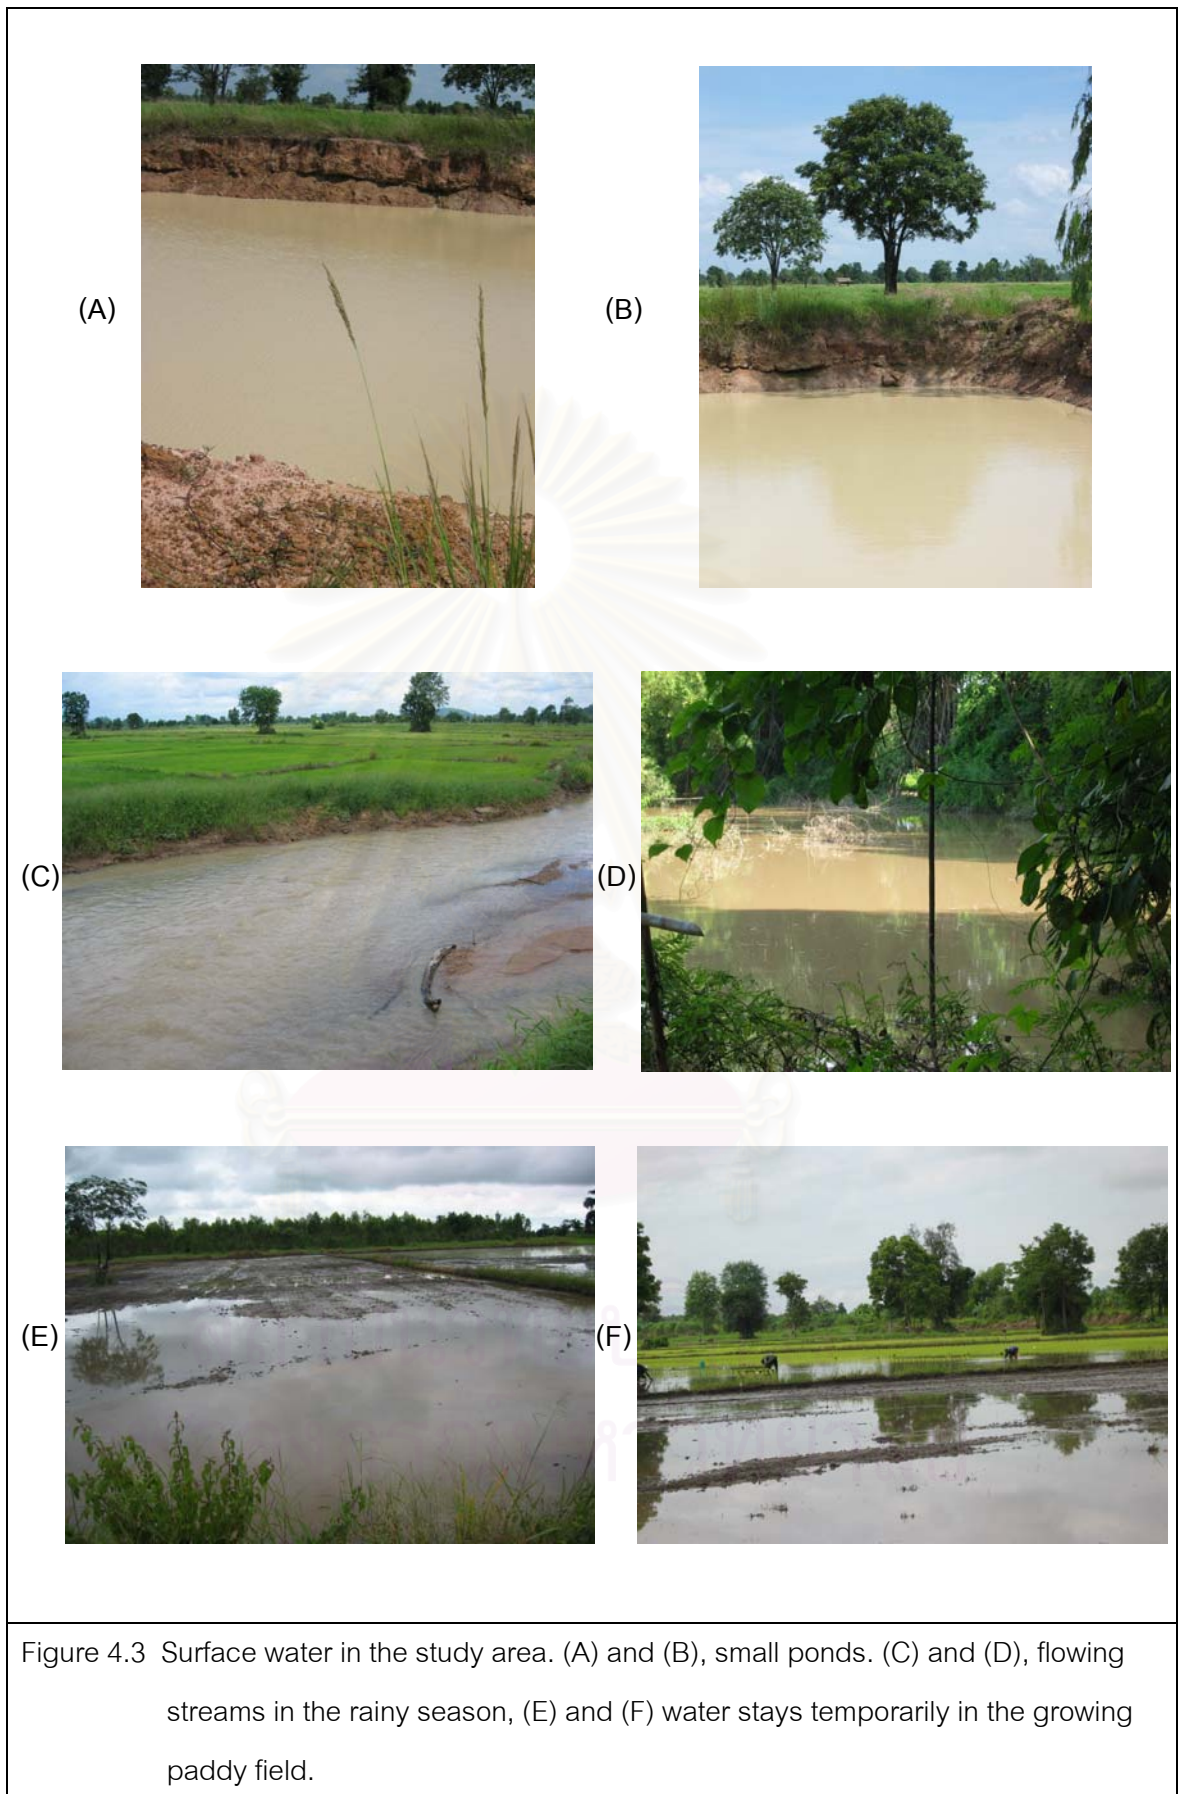 (A)
(B)
(C)
(D)
(E)
(F)
Figure 4.3 Surface water in the study area. (A) and (B), small ponds. (C) and (D), flowing
streams in the rainy season, (E) and (F) water stays temporarily in the growing
paddy field.